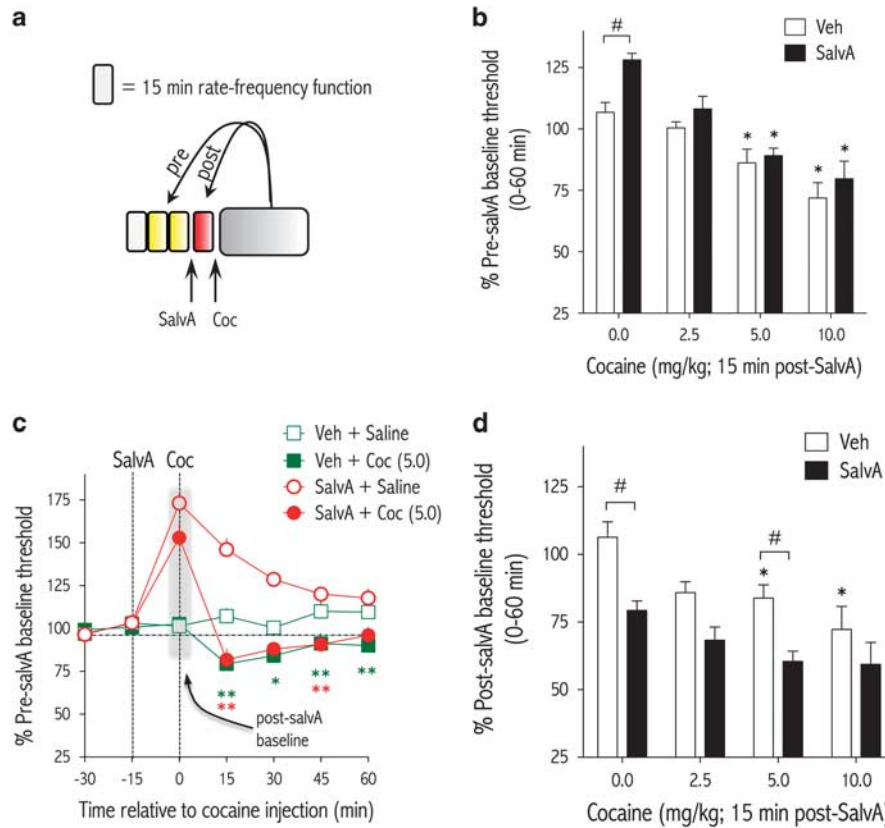 a
= 15 min rate-frequency function
pre
post
SalvA
Coc
b
Veh
SalvA
#
* *
* *
% Pre-salvA baseline threshold
(0-60 min)
125
100
75
50
25
0.0 2.5 5.0 10.0
Cocaine (mg/kg; 15 min post-SalvA)
c
Veh + Saline
Veh + Coc (5.0)
SalvA + Saline
SalvA + Coc (5.0)
SalvA Coc
% Pre-salvA baseline threshold
175
150
125
100
75
50
25
** * ** **
** **
post-salvA
baseline
-30 -15 0 15 30 45 60
Time relative to cocaine injection (min)
d
Veh
SalvA
#
#
*
*
% Post-salvA baseline threshold
(0-60 min)
125
100
75
50
25
0.0 2.5 5.0 10.0
Cocaine (mg/kg; 15 min post-SalvA)